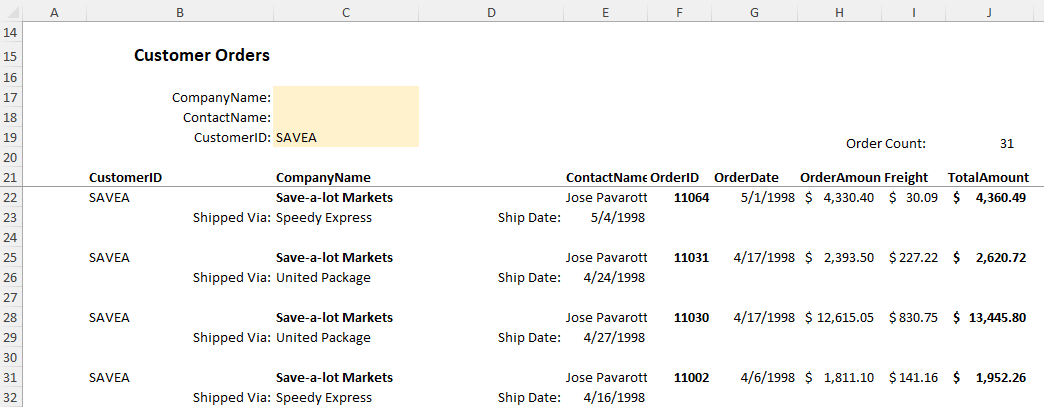 A B C D E F G H I J
14
15 Customer Orders
16
17 CompanyName:
18 ContactName:
19 CustomerID: SAVEA
Order Count: 31
20
21 CustomerID CompanyName ContactName OrderID OrderDate OrderAmoun Freight TotalAmount
22 SAVEA Save-a-lot Markets Jose Pavarott 11064 5/1/1998 $ 4,330.40 $ 30.09 $ 4,360.49
23 Shipped Via: Speedy Express Ship Date: 5/4/1998
24
25 SAVEA Save-a-lot Markets Jose Pavarott 11031 4/17/1998 $ 2,393.50 $ 227.22 $ 2,620.72
26 Shipped Via: United Package Ship Date: 4/24/1998
27
28 SAVEA Save-a-lot Markets Jose Pavarott 11030 4/17/1998 $ 12,615.05 $ 830.75 $ 13,445.80
29 Shipped Via: United Package Ship Date: 4/27/1998
30
31 SAVEA Save-a-lot Markets Jose Pavarott 11002 4/6/1998 $ 1,811.10 $ 141.16 $ 1,952.26
32 Shipped Via: Speedy Express Ship Date: 4/16/1998